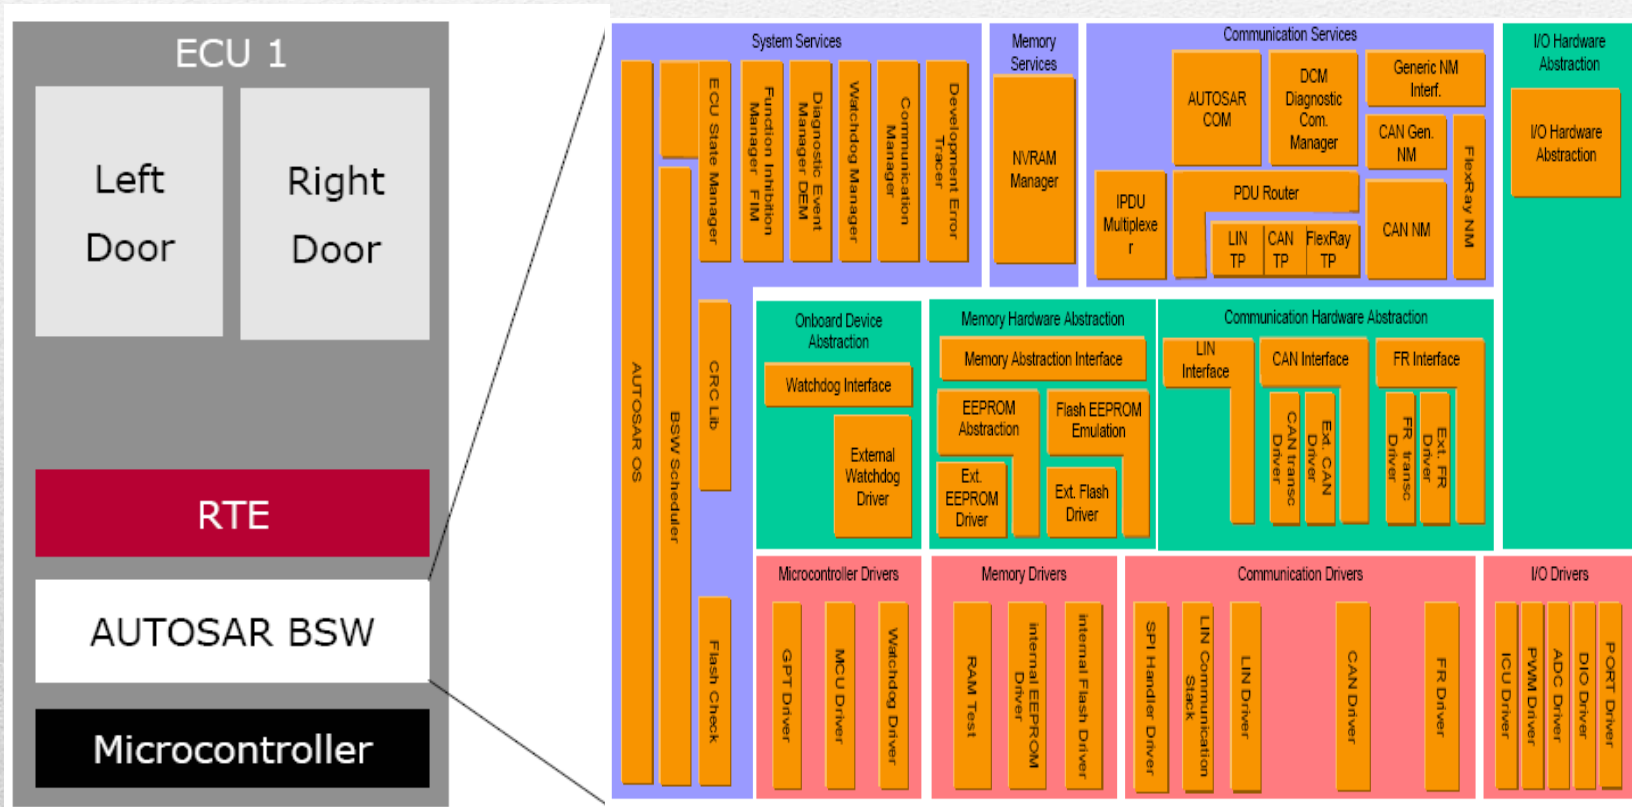 ECU 1
Left
Door
Right
Door
RTE
AUTOSAR BSW
Microcontroller
System Services
AUTOSAR OS
BSW Scheduler
ECU State Manager
Function Inhibition
Manager FIM
Diagnostic Event
Manager DEM
Watchdog Manager
Communication
Manager
Development Error
Tracer
CRC Lib
Flash Check
Memory
Services
NVRAM
Manager
Communication Services
AUTOSAR
COM
DCM
Diagnostic
Com.
Manager
Generic NM
Interf.
CAN Gen.
NM
FlexRay NM
IPDU
Multiplexe
r
PDU Router
LIN
TP
CAN
TP
FlexRay
TP
CAN NM
I/O Hardware
Abstraction
I/O Hardware
Abstraction
Onboard Device
Abstraction
Watchdog Interface
External
Watchdog
Driver
Memory Hardware Abstraction
Memory Abstraction Interface
EEPROM
Abstraction
Flash EEPROM
Emulation
Ext.
EEPROM
Driver
Ext. Flash
Driver
Communication Hardware Abstraction
LIN
Interface
CAN Interface
FR Interface
CAN transc
Driver
Ext. CAN
Driver
FR transc
Driver
Ext. FR
Driver
Microcontroller Drivers
GPT Driver
MCU Driver
Watchdog Driver
Memory Drivers
RAM Test
internal EEPROM
Driver
internal Flash Driver
Communication Drivers
SPI Handler Driver
LIN Communication
Stack
LIN Driver
CAN Driver
FR Driver
I/O Drivers
ICU Driver
PWM Driver
ADC Driver
DIO Driver
PORT Driver